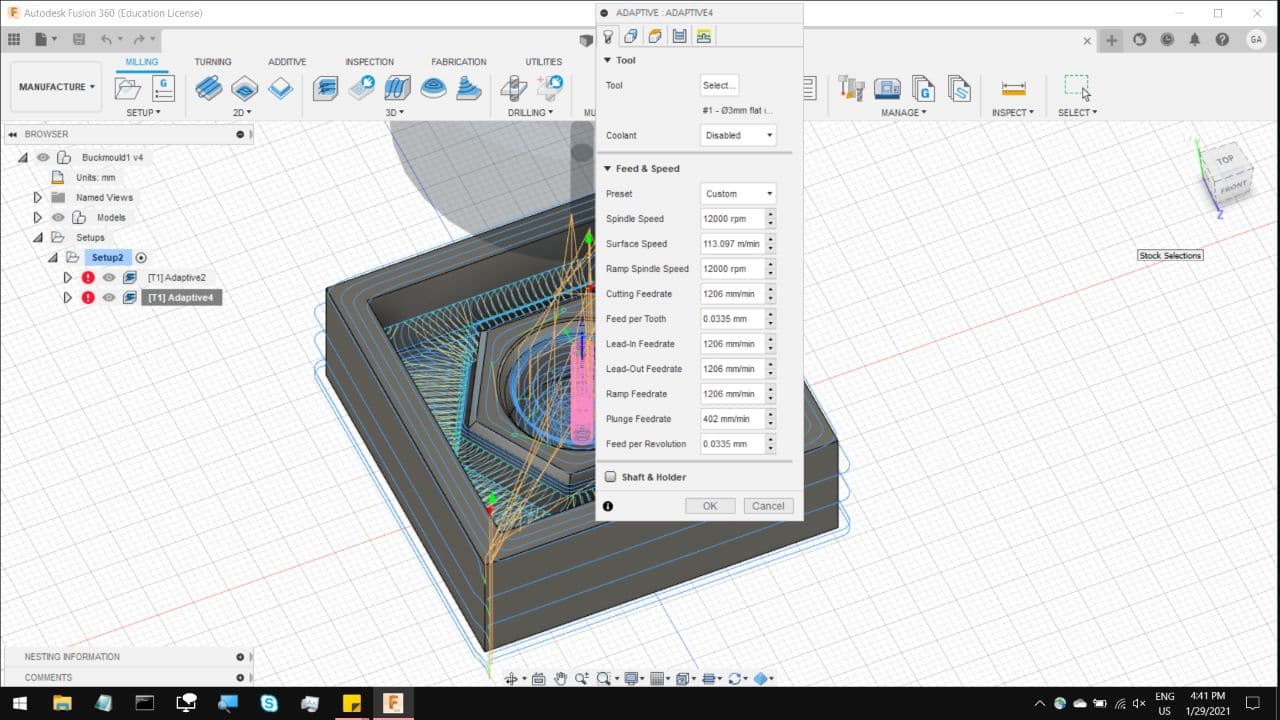 Autodesk Fusion 360 (Education License)
ADAPTIVE : ADAPTIVE4
GA
MILLING TURNING ADDITIVE INSPECTION FABRICATION UTILITIES
MANUFACTURE
SETUP 2D 3D DRILLING MU MANAGE INSPECT SELECT
BROWSER
Buckmould1 v4
Units: mm
Named Views
Models
Setups
Setup2
[T1] Adaptive2
[T1] Adaptive4
Tool
Tool Select...
#1 - Ø3mm flat
Coolant Disabled
Feed & Speed
Preset Custom
Spindle Speed 12000 rpm
Surface Speed 113.097 m/min
Ramp Spindle Speed 12000 rpm
Cutting Feedrate 1206 mm/min
Feed per Tooth 0.0335 mm
Lead-In Feedrate 1206 mm/min
Lead-Out Feedrate 1206 mm/min
Ramp Feedrate 1206 mm/min
Plunge Feedrate 402 mm/min
Feed per Revolution 0.0335 mm
Shaft & Holder
OK Cancel
TOP
FRONT
Z
Stock Selections
NESTING INFORMATION
COMMENTS
ENG
US
4:41 PM
1/29/2021